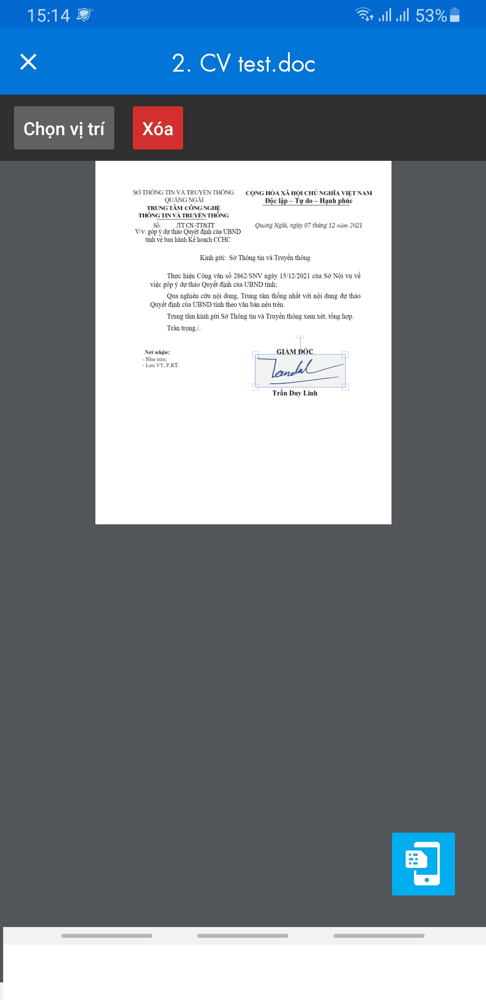 15:14
53%
2. CV test.doc
Chọn vị trí
Xóa
SỞ THÔNG TIN VÀ TRUYỀN THÔNG
QUẢNG NGÃI
TRUNG TÂM CÔNG NGHỆ
THÔNG TIN VÀ TRUYỀN THÔNG
Số: /TTCN-TT&TT
V/v: góp ý dự thảo Quyết định của UBND
tỉnh về ban hành Kế hoạch CCHC
CỘNG HÒA XÃ HỘI CHỦ NGHĨA VIỆT NAM
Độc lập – Tự do – Hạnh phúc
Quảng Ngãi, ngày 07 tháng 12 năm 2021
Kính gửi: Sở Thông tin và Truyền thông
Thực hiện Công văn số 2862/SNV ngày 15/12/2021 của Sở Nội vụ về
việc góp ý dự thảo Quyết định của UBND tỉnh;
Qua nghiên cứu nội dung, Trung tâm thống nhất với nội dung dự thảo
Quyết định của UBND tỉnh theo văn bản nêu trên.
Trung tâm kính gửi Sở Thông tin và Truyền thông xem xét, tổng hợp.
Trân trọng./.
Nơi nhận:
- Như trên;
- Lưu VT, P.KT.
GIÁM ĐỐC
Trần Duy Linh